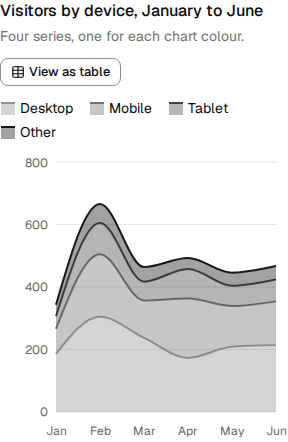 Visitors by device, January to June
Four series, one for each chart colour.
View as table
Desktop Mobile Tablet
Other
800
600
400
200
0
Jan Feb Mar Apr May Jun